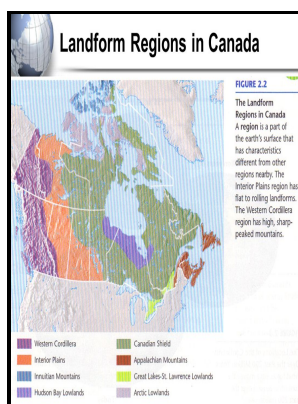 Landform Regions in Canada
FIGURE 2.2
The Landform
Regions in Canada
A region is a part of
the earth's surface that
has characteristics
different from other
regions nearby. The
Interior Plains region has
flat to rolling landforms.
The Western Cordillera
region has high, sharp-
peaked mountains.
Western Cordillera
Interior Plains
Innuitian Mountains
Hudson Bay Lowlands
Canadian Shield
Appalachian Mountains
Great Lakes-St. Lawrence Lowlands
Arctic Lowlands